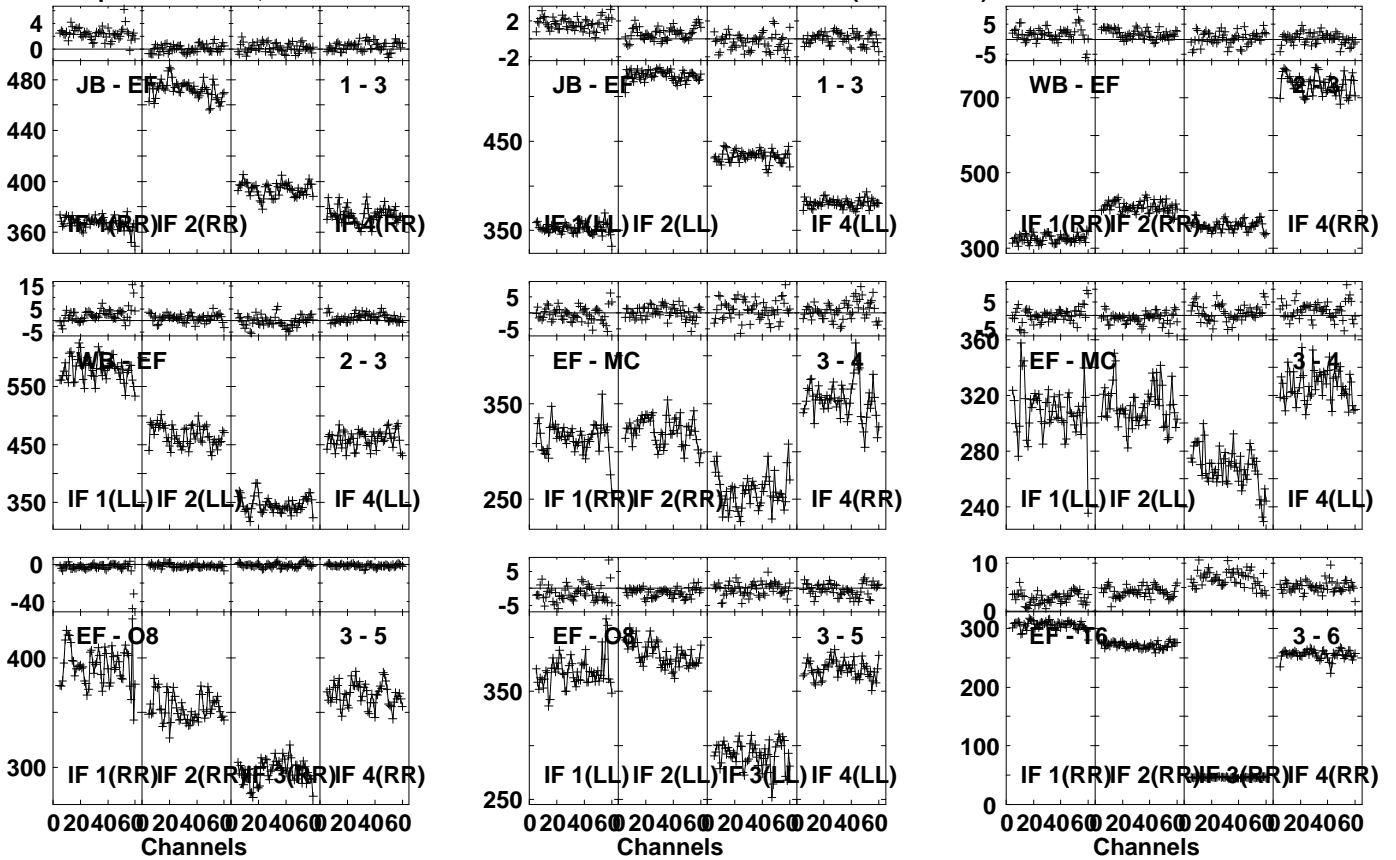 4
0
2
0
-2
5
-5
480
440
400
360
JB - EF 1 - 3
IF 2(RR) IF 4(RR)
450
350
JB - EF 1 - 3
IF 1(LL) IF 2(LL) IF 4(LL)
700
500
300
WB - EF 2 - 3
IF 1(RR) IF 2(RR) IF 4(RR)
15
5
-5
5
-5
5
-5
550
450
350
WB - EF 2 - 3
IF 1(LL) IF 2(LL) IF 4(LL)
350
250
EF - MC 3 - 4
IF 1(RR) IF 2(RR) IF 4(RR)
360
320
280
240
EF - MC 3 - 4
IF 1(LL) IF 2(LL) IF 4(LL)
0
-40
5
-5
10
0
400
300
EF - O8 3 - 5
IF 1(RR) IF 2(RR) IF 3(RR) IF 4(RR)
350
250
EF - O8 3 - 5
IF 1(LL) IF 2(LL) IF 3(LL) IF 4(LL)
300
200
100
0
EF - T6 3 - 6
IF 1(RR) IF 2(RR) IF 3(RR) IF 4(RR)
0 20 40 60 0 20 40 60 0 20 40 60 0 20 40 60
0 20 40 60 0 20 40 60 0 20 40 60 0 20 40 60
0 20 40 60 0 20 40 60 0 20 40 60 0 20 40 60
Channels Channels Channels